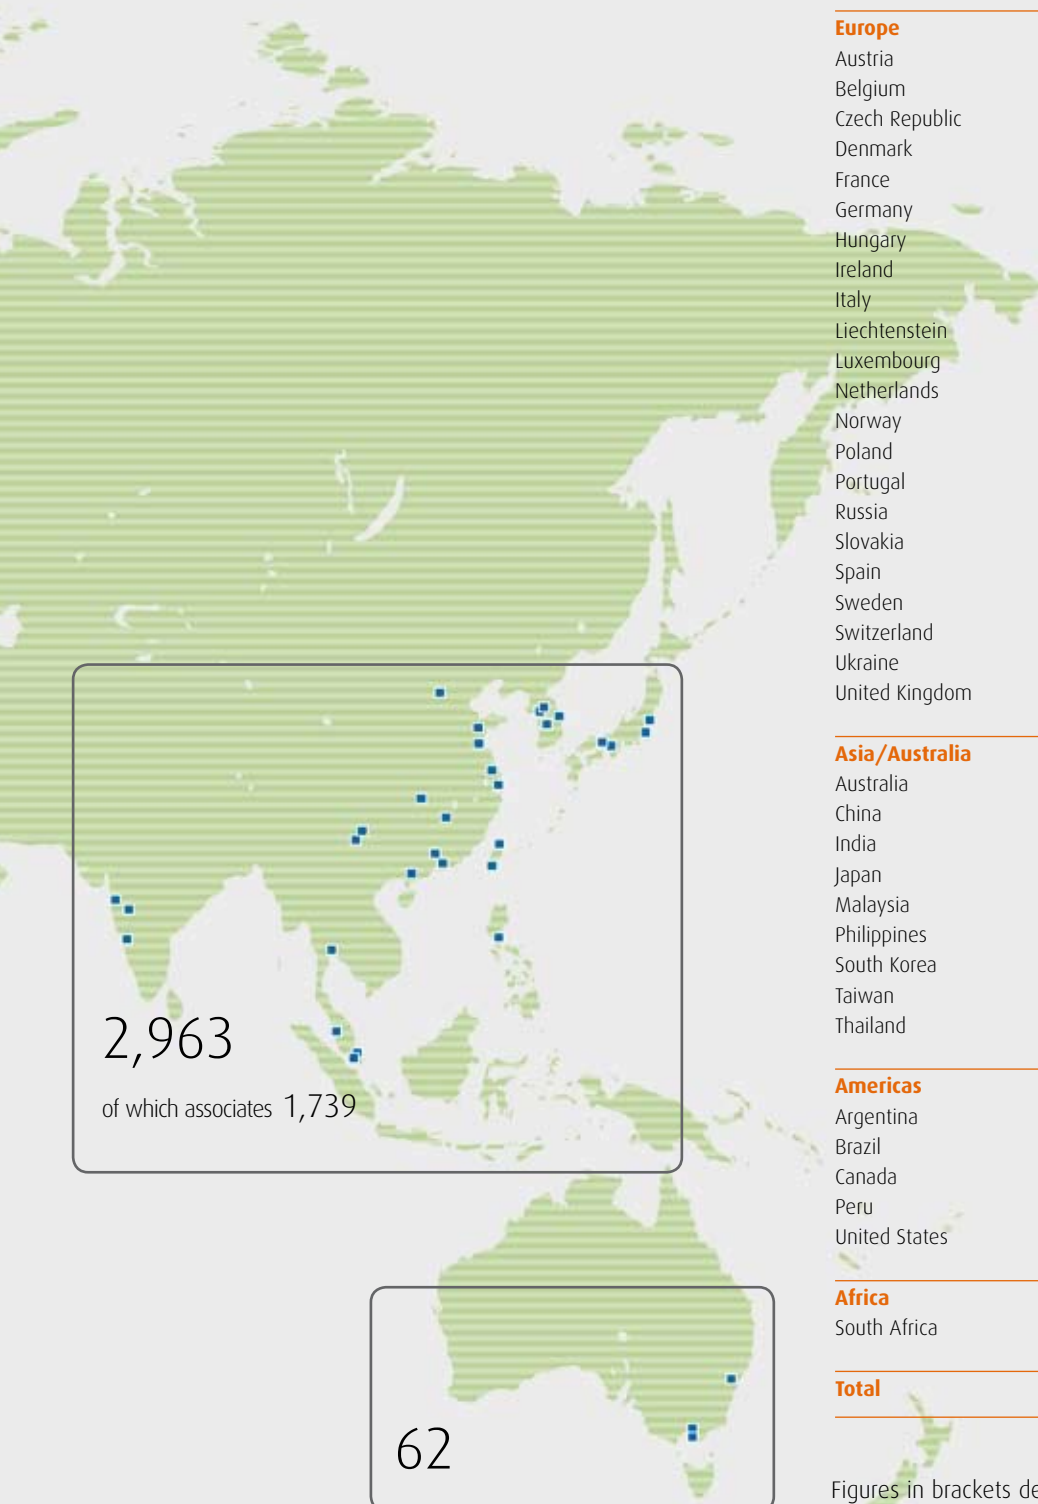 2,963
of which associates 1,739
62
Europe
Austria
Belgium
Czech Republic
Denmark
France
Germany
Hungary
Ireland
Italy
Liechtenstein
Luxembourg
Netherlands
Norway
Poland
Portugal
Russia
Slovakia
Spain
Sweden
Switzerland
Ukraine
United Kingdom
Asia/Australia
Australia
China
India
Japan
Malaysia
Philippines
South Korea
Taiwan
Thailand
Americas
Argentina
Brazil
Canada
Peru
United States
Africa
South Africa
Total
Figures in brackets de